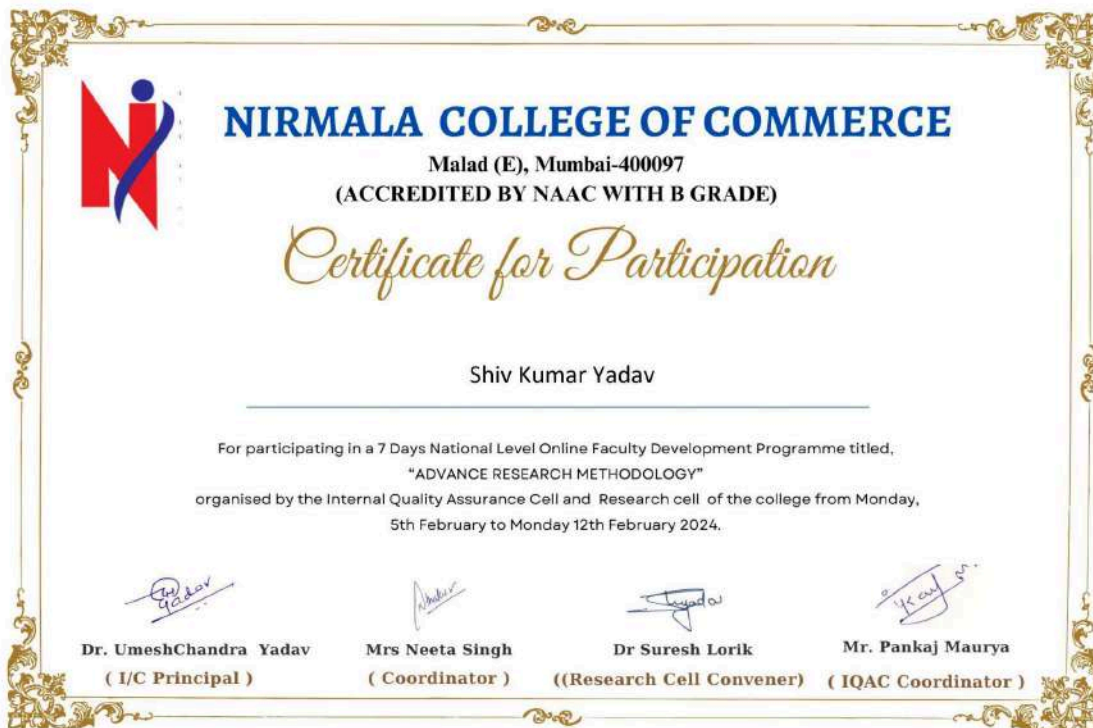 NIRMALA COLLEGE OF COMMERCE
Malad (E), Mumbai-400097
(ACCREDITED BY NAAC WITH B GRADE)
Certificate for Participation
Shiv Kumar Yadav
For participating in a 7 Days National Level Online Faculty Development Programme titled,
“ADVANCE RESEARCH METHODOLOGY”
organised by the Internal Quality Assurance Cell and Research cell of the college from Monday,
5th February to Monday 12th February 2024.
Dr. UmeshChandra Yadav
Mrs Neeta Singh
Dr Suresh Lorik
Mr. Pankaj Maurya
( I/C Principal )
( Coordinator )
((Research Cell Convener)
( IQAC Coordinator )